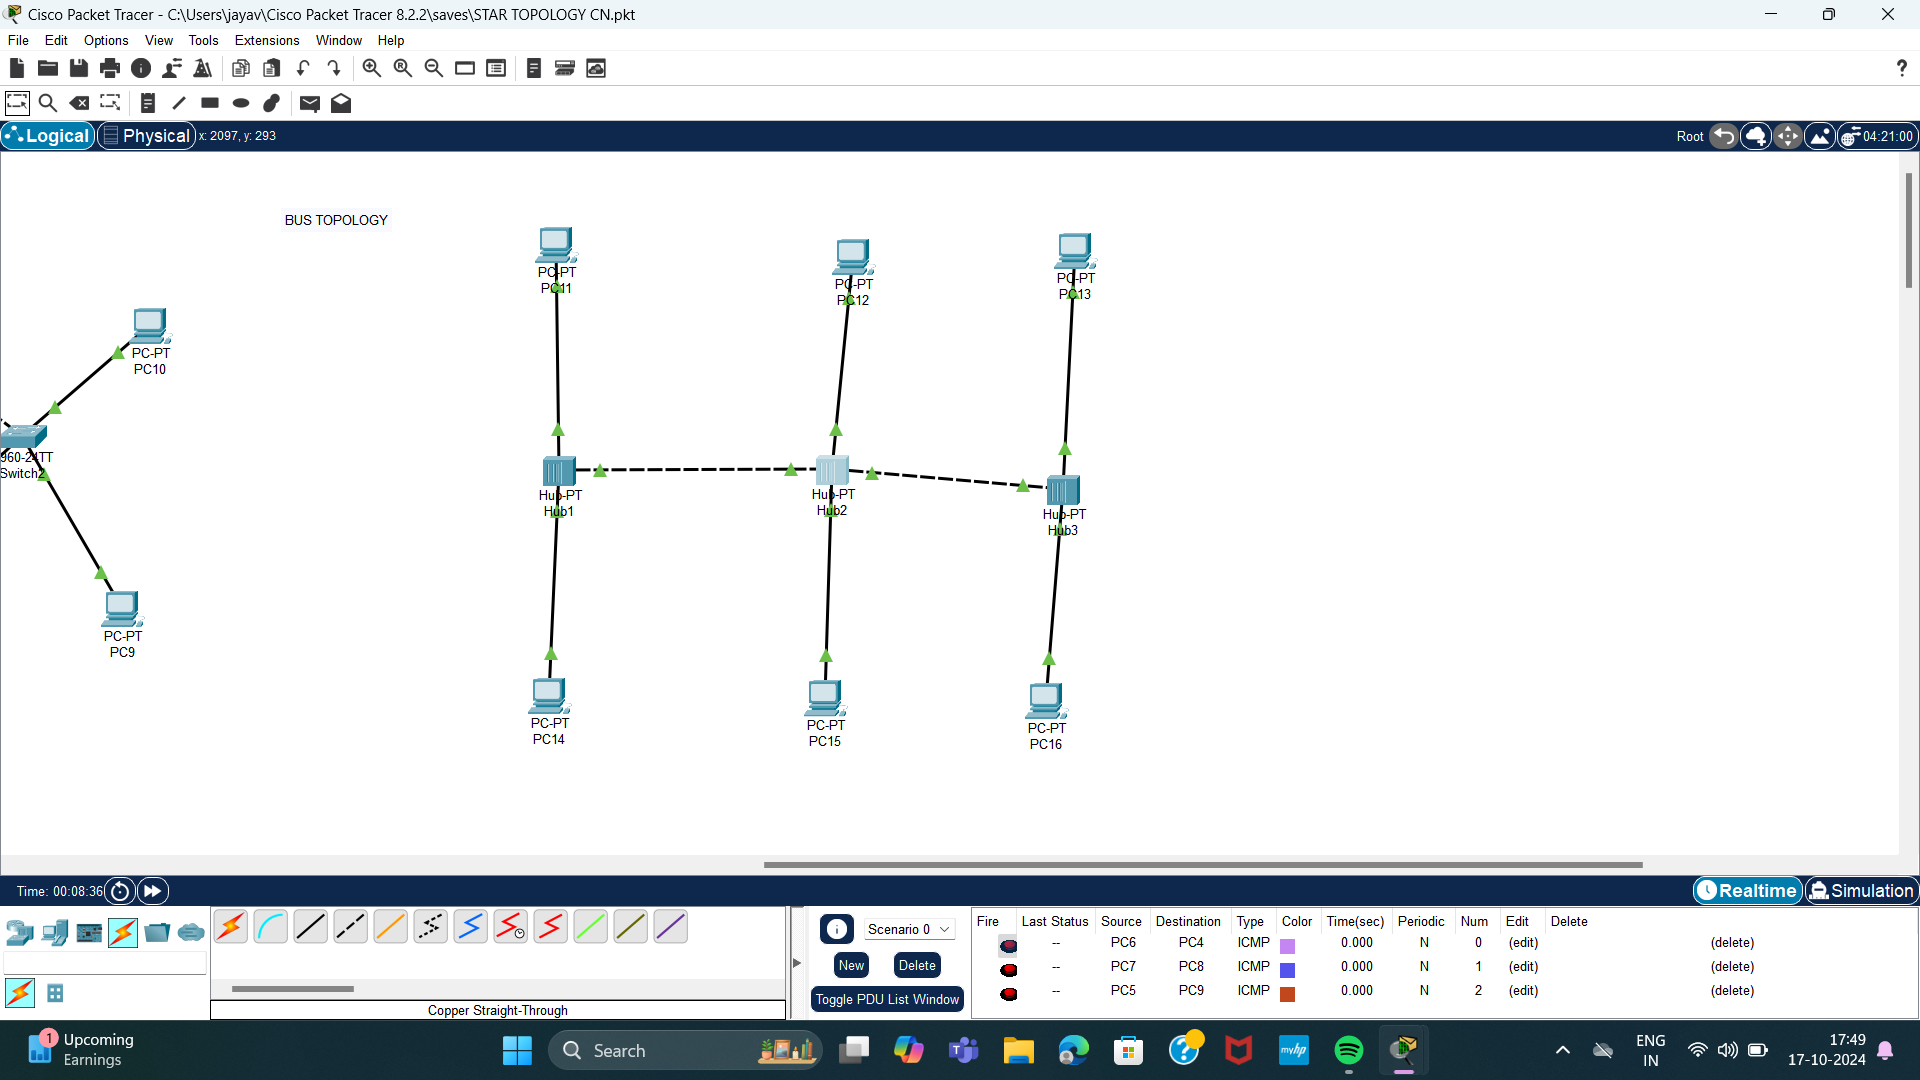 Cisco Packet Tracer - C:\Users\jayav\Cisco Packet Tracer 8.2.2\saves\STAR TOPOLOGY CN.pkt
File Edit Options View Tools Extensions Window Help
?
Logical Physical x: 2097, y: 293 Root 04:21:00
BUS TOPOLOGY
PC-PT
PC11
PC-PT
PC12
PC-PT
PC13
PC-PT
PC10
960-24TT
Switch2
Hub-PT
Hub1
Hub-PT
Hub2
Hub-PT
Hub3
PC-PT
PC9
PC-PT
PC14
PC-PT
PC15
PC-PT
PC16
Time: 00:08:36 Realtime Simulation
Scenario 0
New Delete
Toggle PDU List Window
Fire Last Status Source Destination Type Color Time(sec) Periodic Num Edit Delete
-- PC6 PC4 ICMP 0.000 N 0 (edit) (delete)
-- PC7 PC8 ICMP 0.000 N 1 (edit) (delete)
-- PC5 PC9 ICMP 0.000 N 2 (edit) (delete)
Copper Straight-Through
1 Upcoming
Earnings
Search
myhp
ENG
IN
17:49
17-10-2024